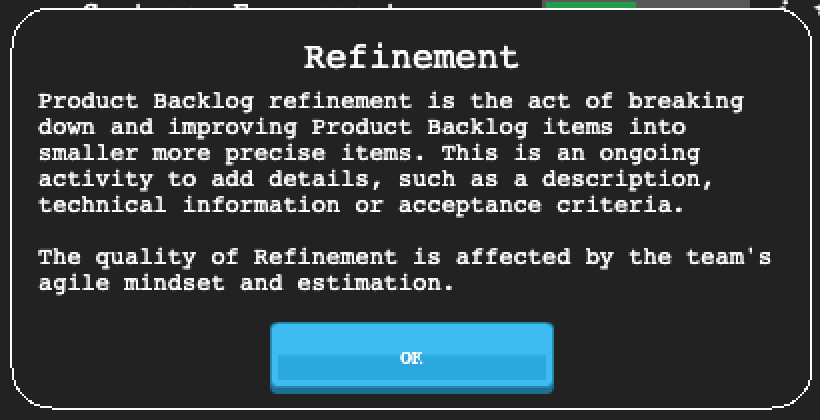 Refinement
Product Backlog refinement is the act of breaking
down and improving Product Backlog items into
smaller more precise items. This is an ongoing
activity to add details, such as a description,
technical information or acceptance criteria.
The quality of Refinement is affected by the team's
agile mindset and estimation.
OK